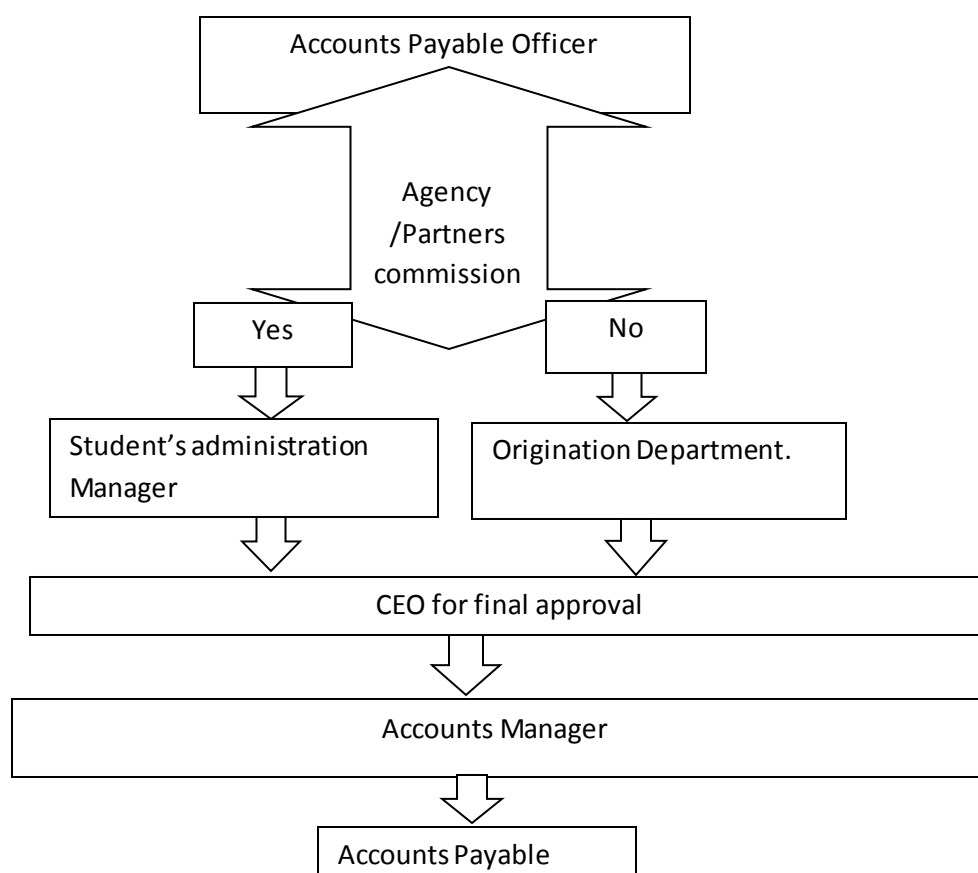 Accounts Payable Officer
Agency
/Partners
commission
Yes
No
Student’s administration
Manager
Origination Department.
CEO for final approval
Accounts Manager
Accounts Payable